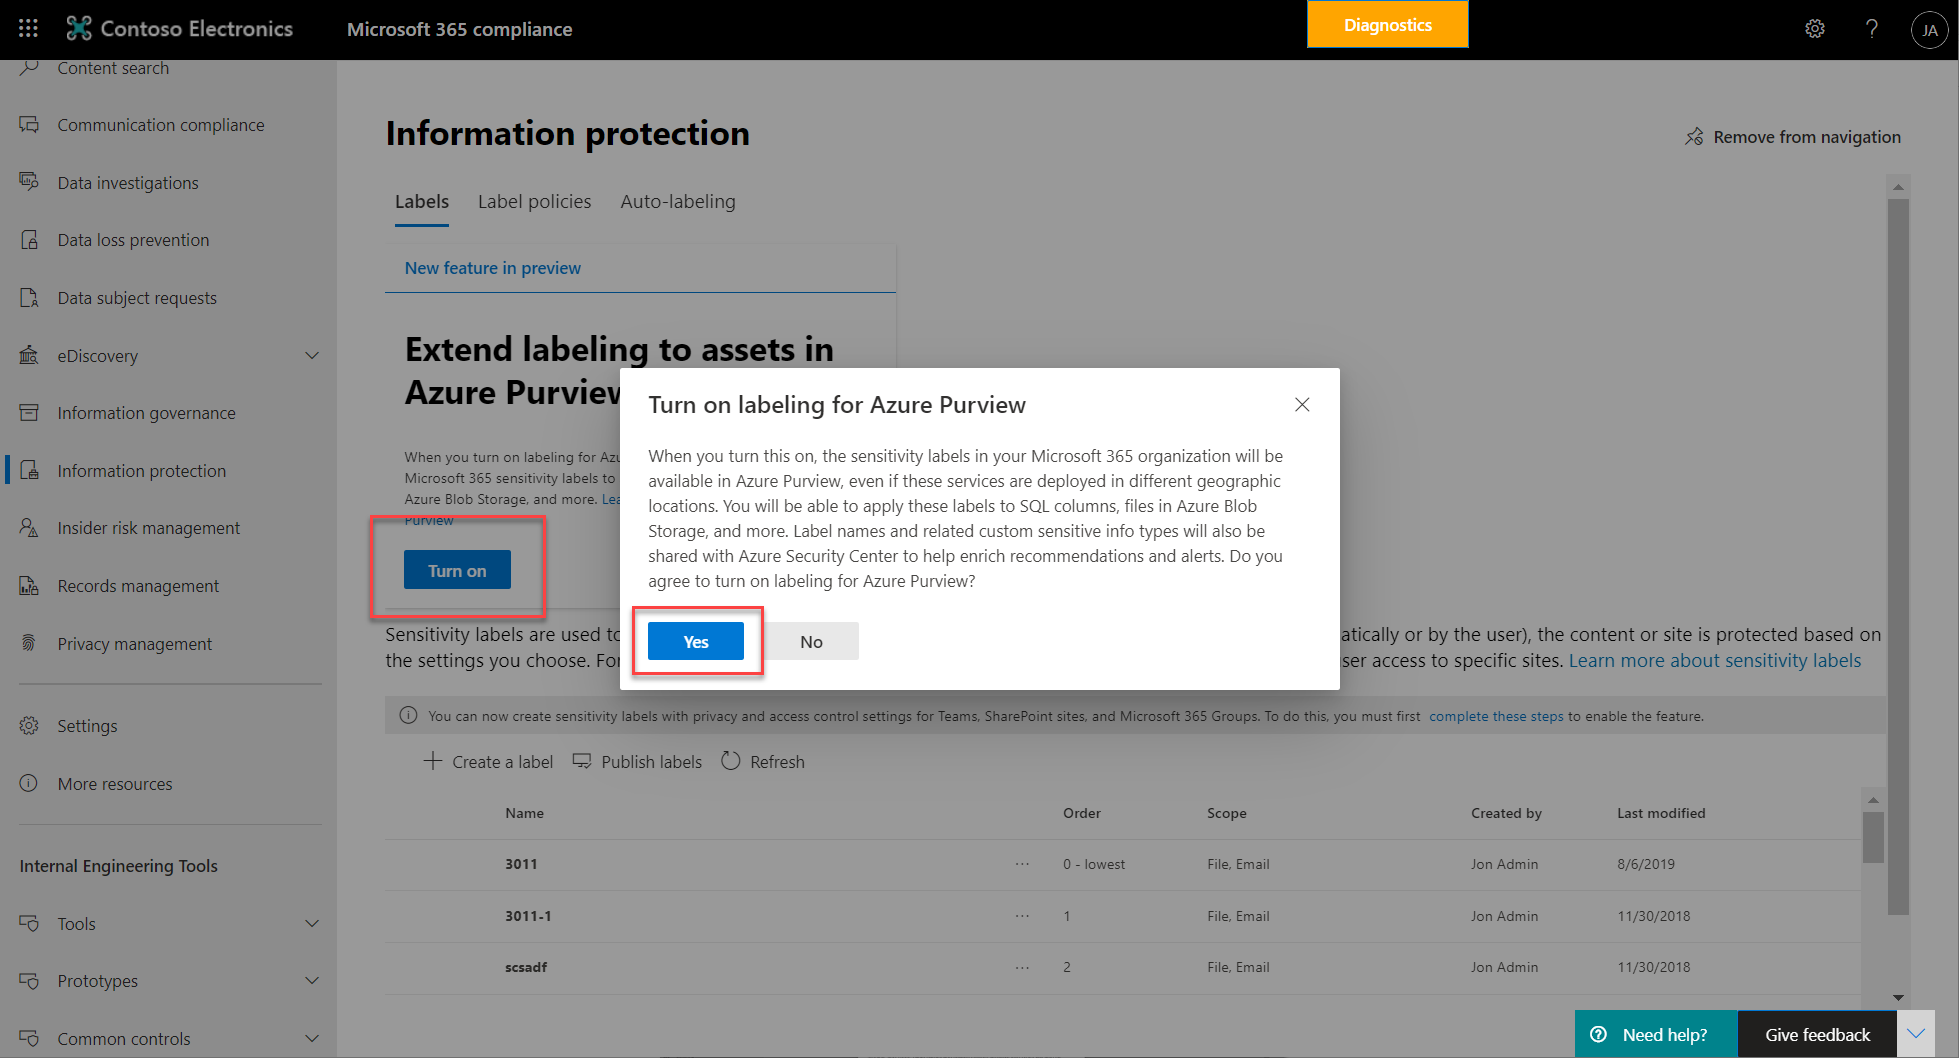 Contoso Electronics
Microsoft 365 compliance
Diagnostics
?
JA
Content search
Communication compliance
Data investigations
Data loss prevention
Data subject requests
eDiscovery
Information governance
Information protection
Insider risk management
Records management
Privacy management
Settings
More resources
Internal Engineering Tools
Tools
Prototypes
Common controls
Information protection
Remove from navigation
Labels Label policies Auto-labeling
New feature in preview
Extend labeling to assets in
Azure Purview
When you turn on labeling for Azu
Microsoft 365 sensitivity labels to
Azure Blob Storage, and more. Lea
Purview
Turn on
Turn on labeling for Azure Purview
When you turn this on, the sensitivity labels in your Microsoft 365 organization will be
available in Azure Purview, even if these services are deployed in different geographic
locations. You will be able to apply these labels to SQL columns, files in Azure Blob
Storage, and more. Label names and related custom sensitive info types will also be
shared with Azure Security Center to help enrich recommendations and alerts. Do you
agree to turn on labeling for Azure Purview?
Yes No
Sensitivity labels are used to atically or by the user), the content or site is protected based on
the settings you choose. Fo ser access to specific sites. Learn more about sensitivity labels
You can now create sensitivity labels with privacy and access control settings for Teams, SharePoint sites, and Microsoft 365 Groups. To do this, you must first complete these steps to enable the feature.
Create a label Publish labels Refresh
Name Order Scope Created by Last modified
3011 ... 0 - lowest File, Email Jon Admin 8/6/2019
3011-1 ... 1 File, Email Jon Admin 11/30/2018
scsadf ... 2 File, Email Jon Admin 11/30/2018
Need help? Give feedback